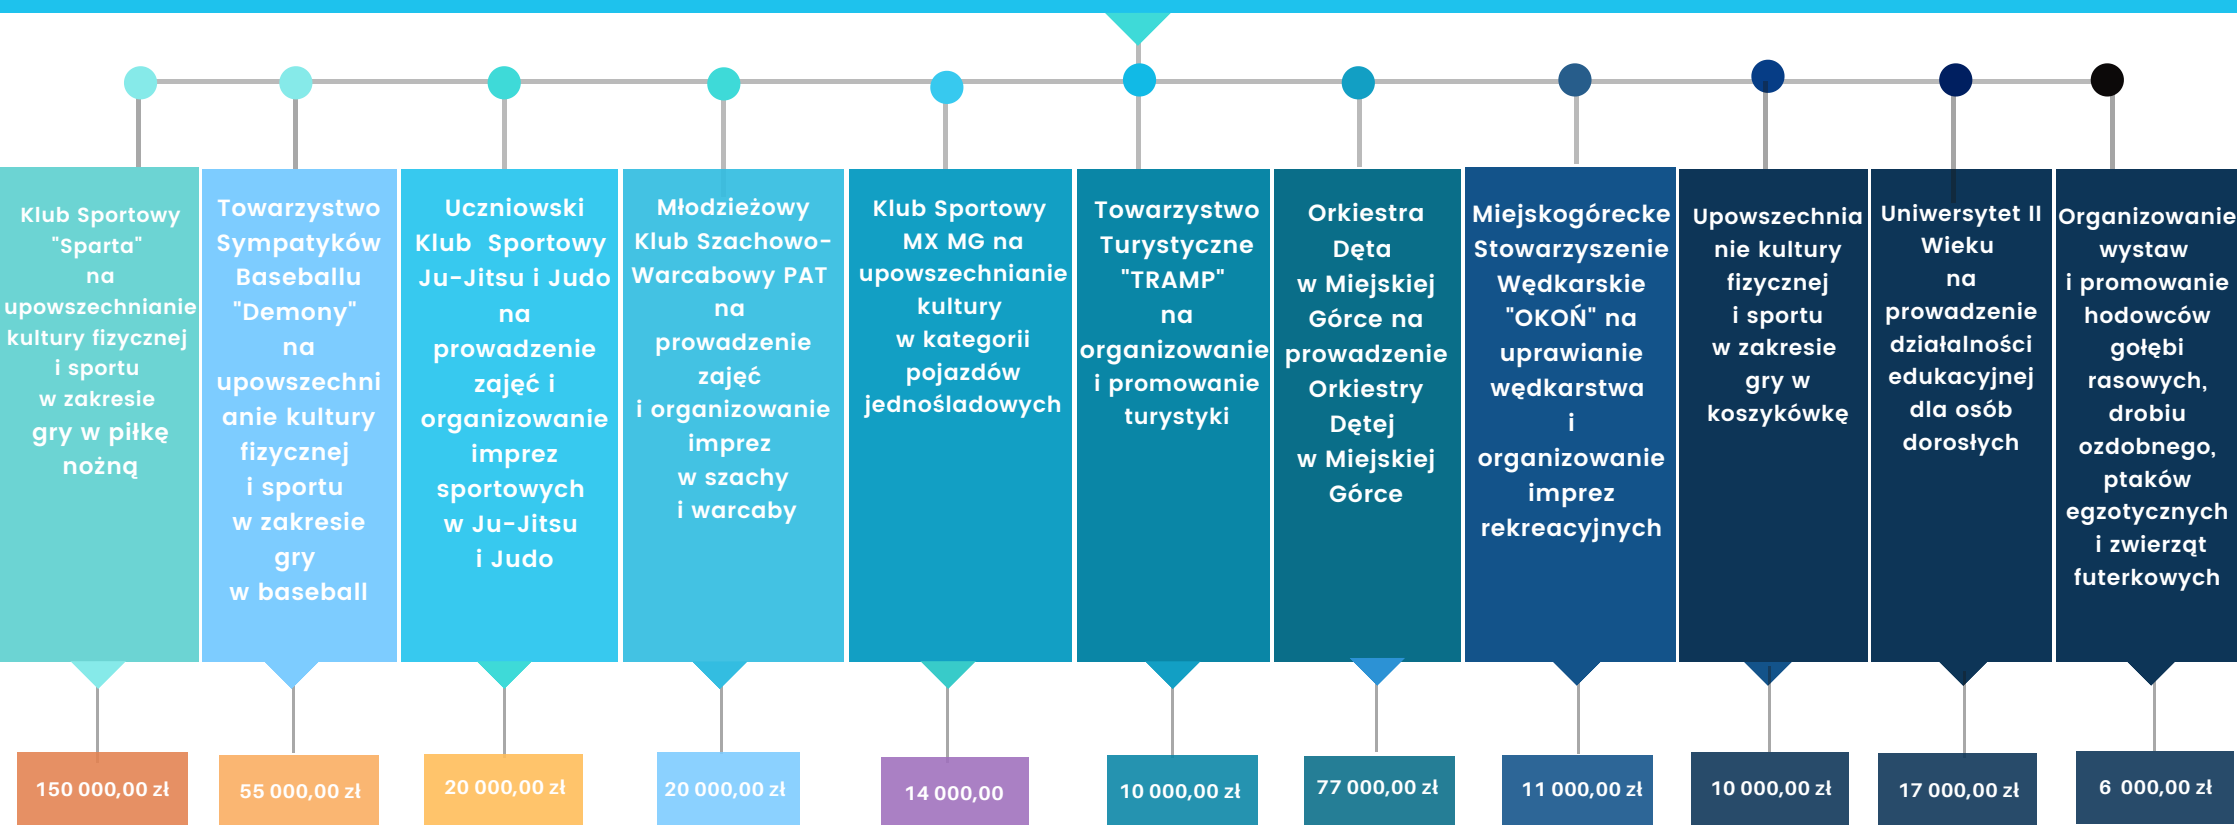 Klub Sportowy
"Sparta"
na
upowszechnianie
kultury fizycznej
i sportu
w zakresie
gry w piłkę
nożną
Towarzystwo
Sympatyków
Baseballu
"Demony"
na
upowszechni
anie kultury
fizycznej
i sportu
w zakresie
gry
w baseball
Uczniowski
Klub Sportowy
Ju-Jitsu i Judo
na
prowadzenie
zajęć i
organizowanie
imprez
sportowych
w Ju-Jitsu
i Judo
Młodzieżowy
Klub Szachowo-
Warcabowy PAT
na
prowadzenie
zajęć
i organizowanie
imprez
w szachy
i warcaby
Klub Sportowy
MX MG na
upowszechnianie
kultury
w kategorii
pojazdów
jednośladowych
Towarzystwo
Turystyczne
"TRAMP"
na
organizowanie
i promowanie
turystyki
Orkiestra
Dęta
w Miejskiej
Górce na
prowadzenie
Orkiestry
Dętej
w Miejskiej
Górce
Miejskogórecke
Stowarzyszenie
Wędkarskie
"OKOŃ" na
uprawianie
wędkarstwa
i
organizowanie
imprez
rekreacyjnych
Upowszechnia
nie kultury
fizycznej
i sportu
w zakresie
gry w
koszykówkę
Uniwersytet II
Wieku
na
prowadzenie
działalności
edukacyjnej
dla osób
dorosłych
Organizowanie
wystaw
i promowanie
hodowców
gołębi
rasowych,
drobiu
ozdobnego,
ptaków
egzotycznych
i zwierząt
futerkowych
150 000,00 zł
55 000,00 zł
20 000,00 zł
20 000,00 zł
14 000,00
10 000,00 zł
77 000,00 zł
11 000,00 zł
10 000,00 zł
17 000,00 zł
6 000,00 zł